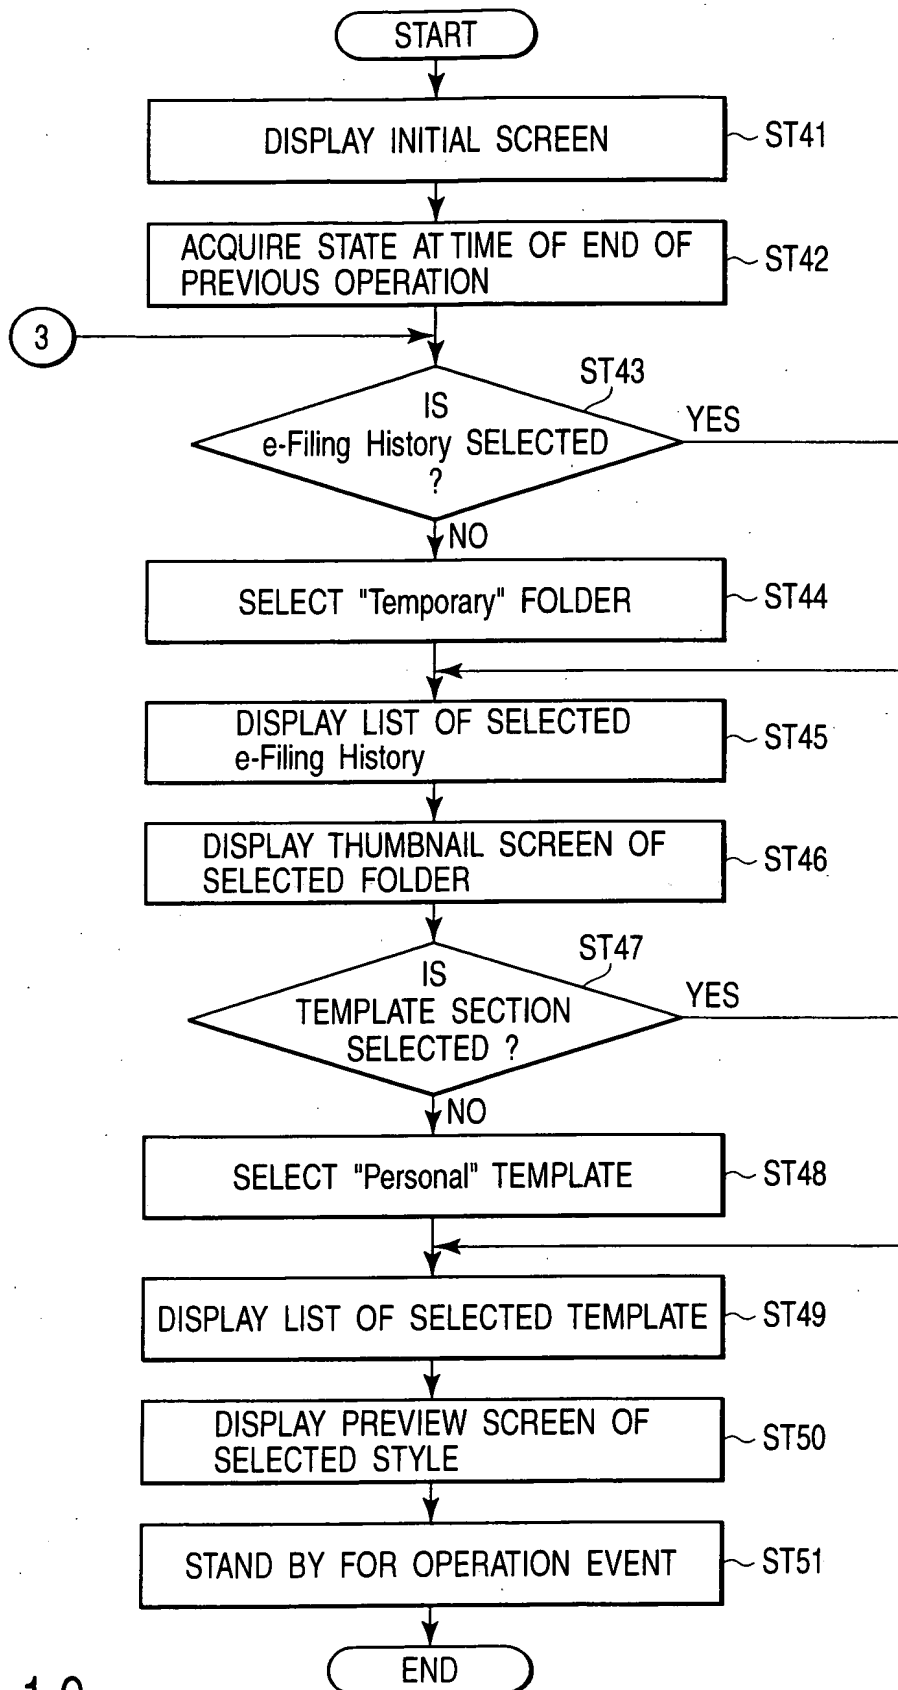 START
DISPLAY INITIAL SCREEN
ST41
ACQUIRE STATE AT TIME OF END OF
PREVIOUS OPERATION
ST42
3
ST43
IS
e-Filing History SELECTED
?
YES
NO
SELECT "Temporary" FOLDER
ST44
DISPLAY LIST OF SELECTED
e-Filing History
ST45
DISPLAY THUMBNAIL SCREEN OF
SELECTED FOLDER
ST46
ST47
IS
TEMPLATE SECTION
SELECTED ?
YES
NO
SELECT "Personal" TEMPLATE
ST48
DISPLAY LIST OF SELECTED TEMPLATE
ST49
DISPLAY PREVIEW SCREEN OF
SELECTED STYLE
ST50
STAND BY FOR OPERATION EVENT
ST51
END